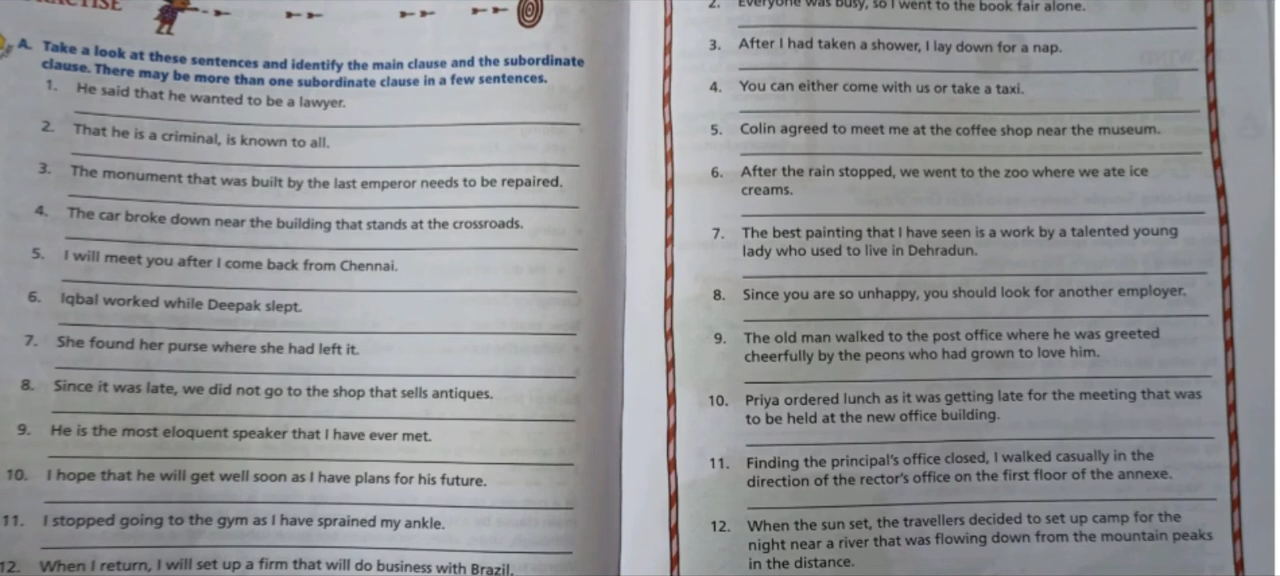 A. Take a look at these sentences and identify the main clause and the subordinate
clause. There may be more than one subordinate clause in a few sentences.
1. He said that he wanted to be a lawyer.
2. That he is a criminal, is known to all.
3. The monument that was built by the last emperor needs to be repaired.
4. The car broke down near the building that stands at the crossroads.
5. I will meet you after I come back from Chennai.
6. Iqbal worked while Deepak slept.
7. She found her purse where she had left it.
8. Since it was late, we did not go to the shop that sells antiques.
9. He is the most eloquent speaker that I have ever met.
10. I hope that he will get well soon as I have plans for his future.
11. I stopped going to the gym as I have sprained my ankle.
12. When I return, I will set up a firm that will do business with Brazil.
2. Everyone was busy, so I went to the book fair alone.
3. After I had taken a shower, I lay down for a nap.
4. You can either come with us or take a taxi.
5. Colin agreed to meet me at the coffee shop near the museum.
6. After the rain stopped, we went to the zoo where we ate ice
creams.
7. The best painting that I have seen is a work by a talented young
lady who used to live in Dehradun.
8. Since you are so unhappy, you should look for another employer.
9. The old man walked to the post office where he was greeted
cheerfully by the peons who had grown to love him.
10. Priya ordered lunch as it was getting late for the meeting that was
to be held at the new office building.
11. Finding the principal's office closed, I walked casually in the
direction of the rector's office on the first floor of the annexe.
12. When the sun set, the travellers decided to set up camp for the
night near a river that was flowing down from the mountain peaks
in the distance.